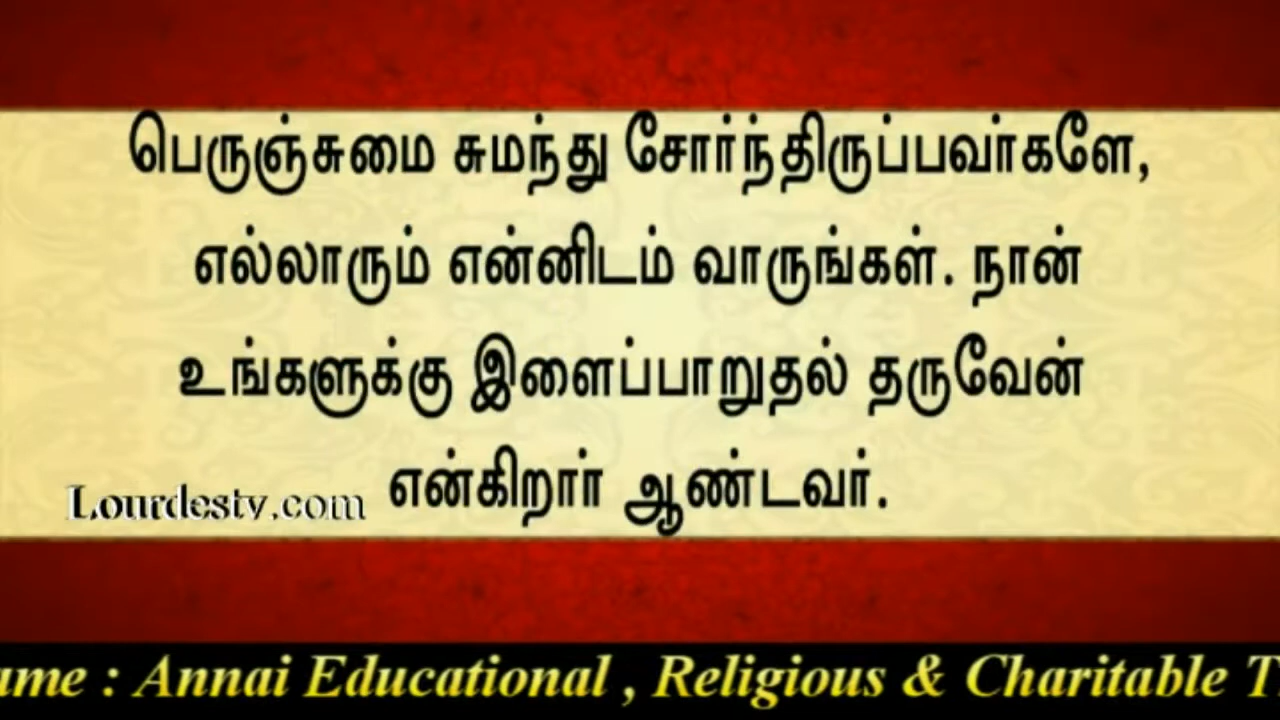 பெருஞ்சுமை சுமந்து சோர்ந்திருப்பவர்களே,
எல்லாரும் என்னிடம் வாருங்கள். நான்
உங்களுக்கு இளைப்பாறுதல் தருவேன்
என்கிறார் ஆண்டவர்.
Lourdestv.com
: Annai Educational , Religious & Charitable